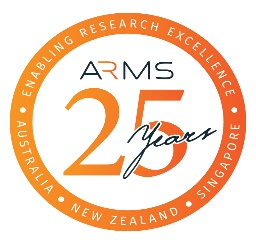 • ENABLING RESEARCH EXCELLENCE •
ARMS
25
Years
AUSTRALIA • NEW ZEALAND • SINGAPORE